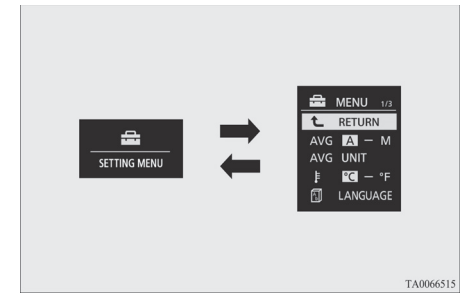 SETTING MENU
MENU 1/3
RETURN
AVG A – M
AVG UNIT
°C – °F
LANGUAGE
TA0066515